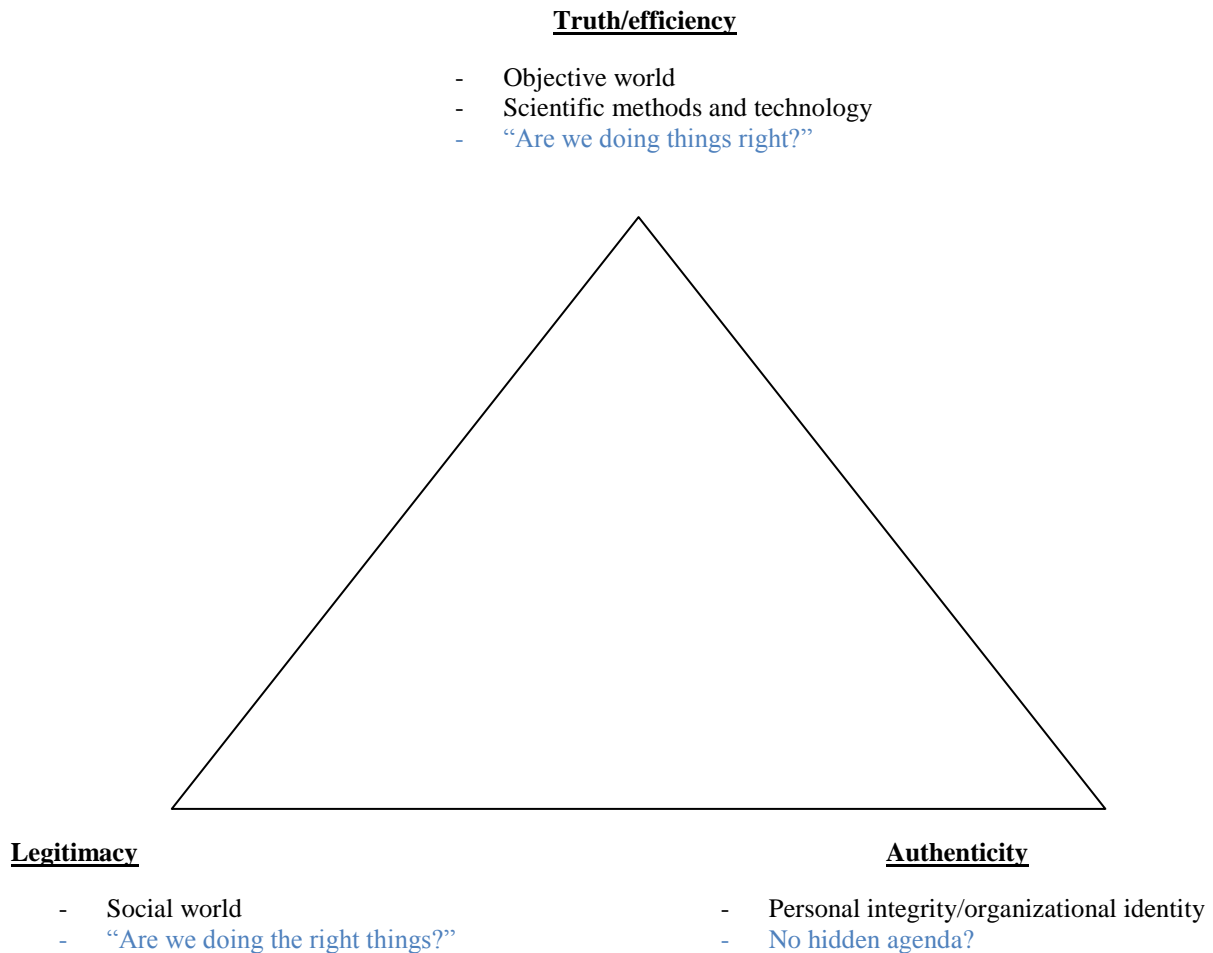 Truth/efficiency
- Objective world
- Scientific methods and technology
- “Are we doing things right?”
Legitimacy
- Social world
- “Are we doing the right things?”
Authenticity
- Personal integrity/organizational identity
- No hidden agenda?